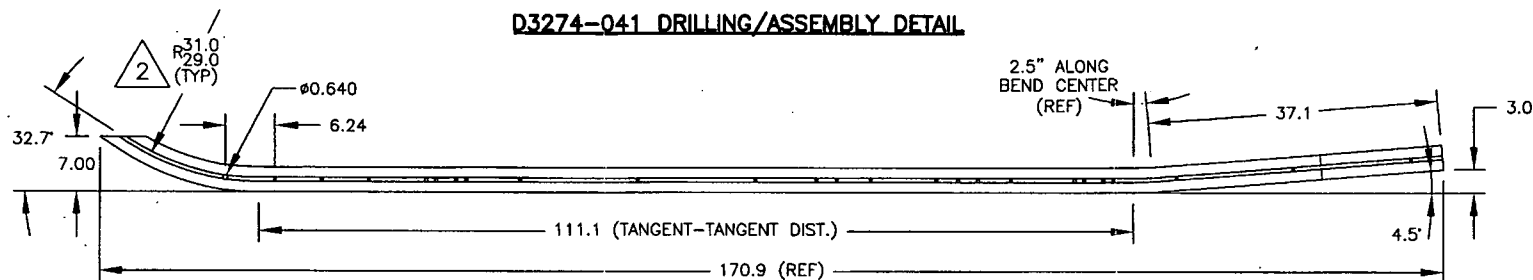 D3274-041 DRILLING/ASSEMBLY DETAIL
2
R31.0
29.0
(TYP)
ø0.640
6.24
2.5" ALONG
BEND CENTER
(REF)
37.1
3.0
32.7°
7.00
111.1 (TANGENT-TANGENT DIST.)
4.5°
170.9 (REF)